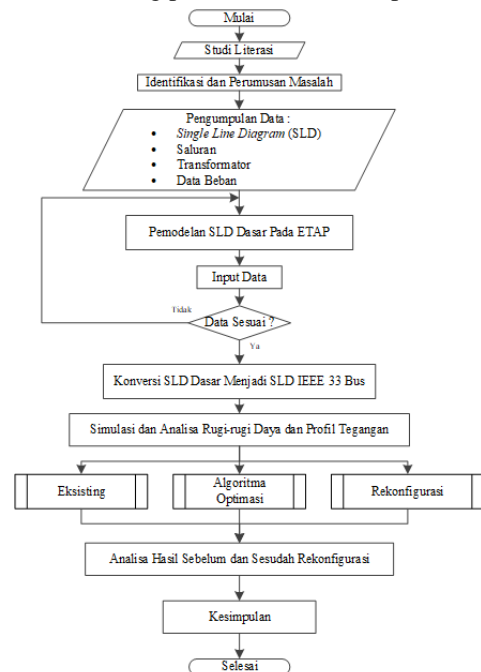 Mulai
Studi Literasi
Identifikasi dan Perumusan Masalah
Pengumpulan Data :
• Single Line Diagram (SLD)
• Saluran
• Transformator
• Data Beban
Pemodelan SLD Dasar Pada ETAP
Input Data
Tidak
Data Sesuai ?
Ya
Konversi SLD Dasar Menjadi SLD IEEE 33 Bus
Simulasi dan Analisa Rugi-rugi Daya dan Profil Tegangan
Eksisting
Algoritma
Optimasi
Rekonfigurasi
Analisa Hasil Sebelum dan Sesudah Rekonfigurasi
Kesimpulan
Selesai